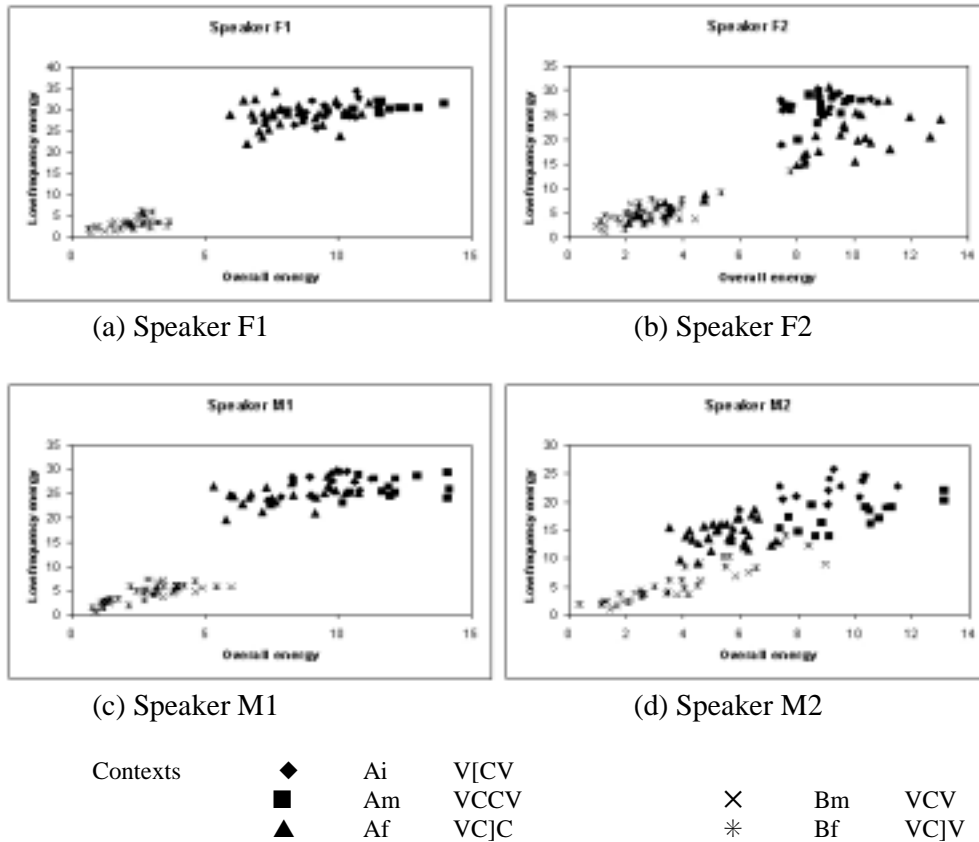 Speaker F1
Low frequency energy
40
35
30
25
20
15
10
5
0
0 5 10 15
Overall energy
(a) Speaker F1
Speaker F2
Low frequency energy
35
30
25
20
15
10
5
0
0 2 4 6 8 10 12 14
Overall energy
(b) Speaker F2
Speaker M1
Low frequency energy
35
30
25
20
15
10
5
0
0 5 10 15
Overall energy
(c) Speaker M1
Speaker M2
Low frequency energy
30
25
20
15
10
5
0
0 2 4 6 8 10 12 14
Overall energy
(d) Speaker M2
Contexts Ai V[CV
Am VCCV Bm VCV
Af VC]C Bf VC]V